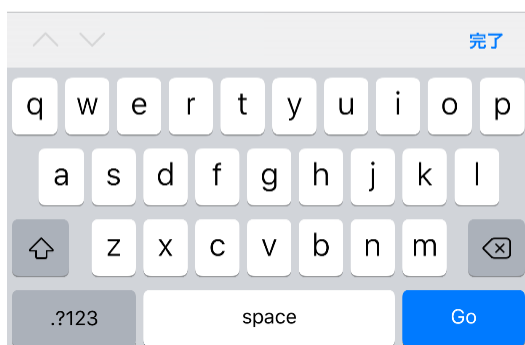 完了
q w e r t y u i o p
a s d f g h j k l
z x c v b n m
.?123 space Go